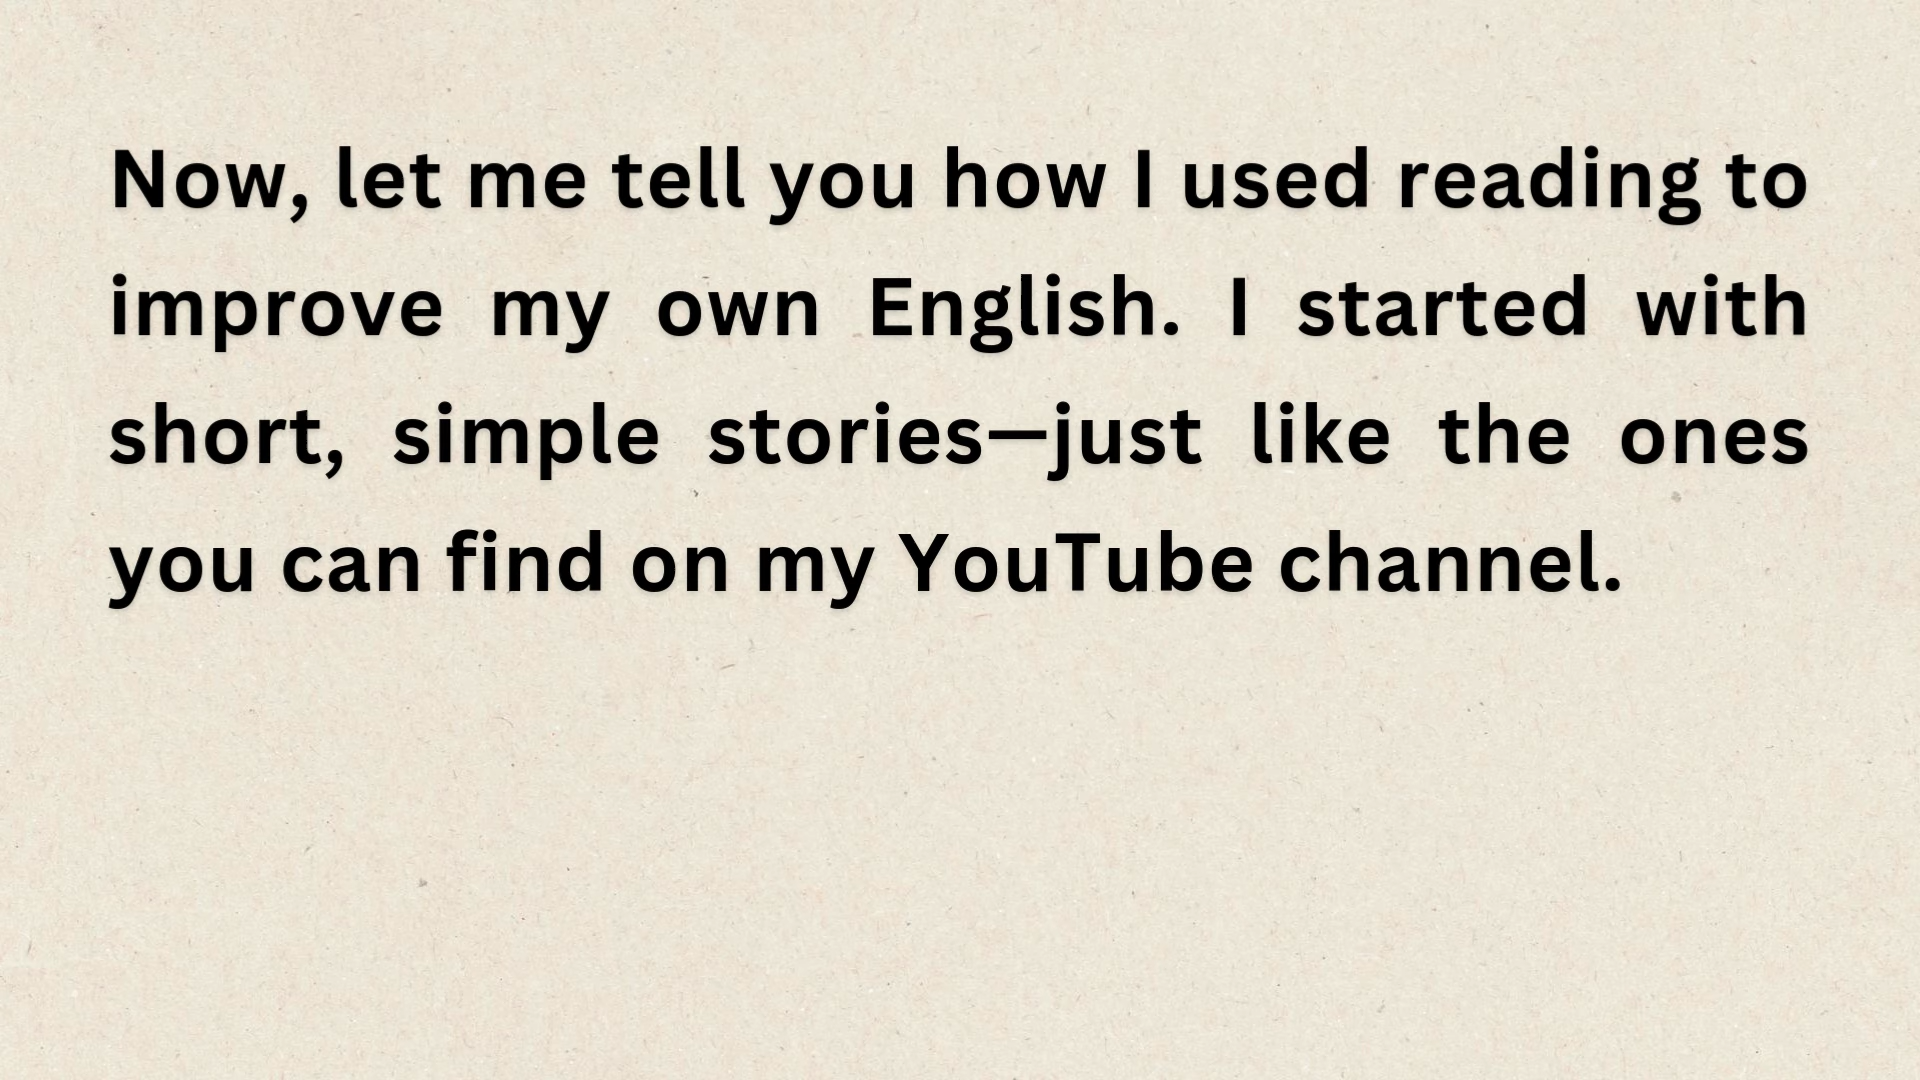 Now, let me tell you how I used reading to
improve my own English. I started with
short, simple stories—just like the ones
you can find on my YouTube channel.